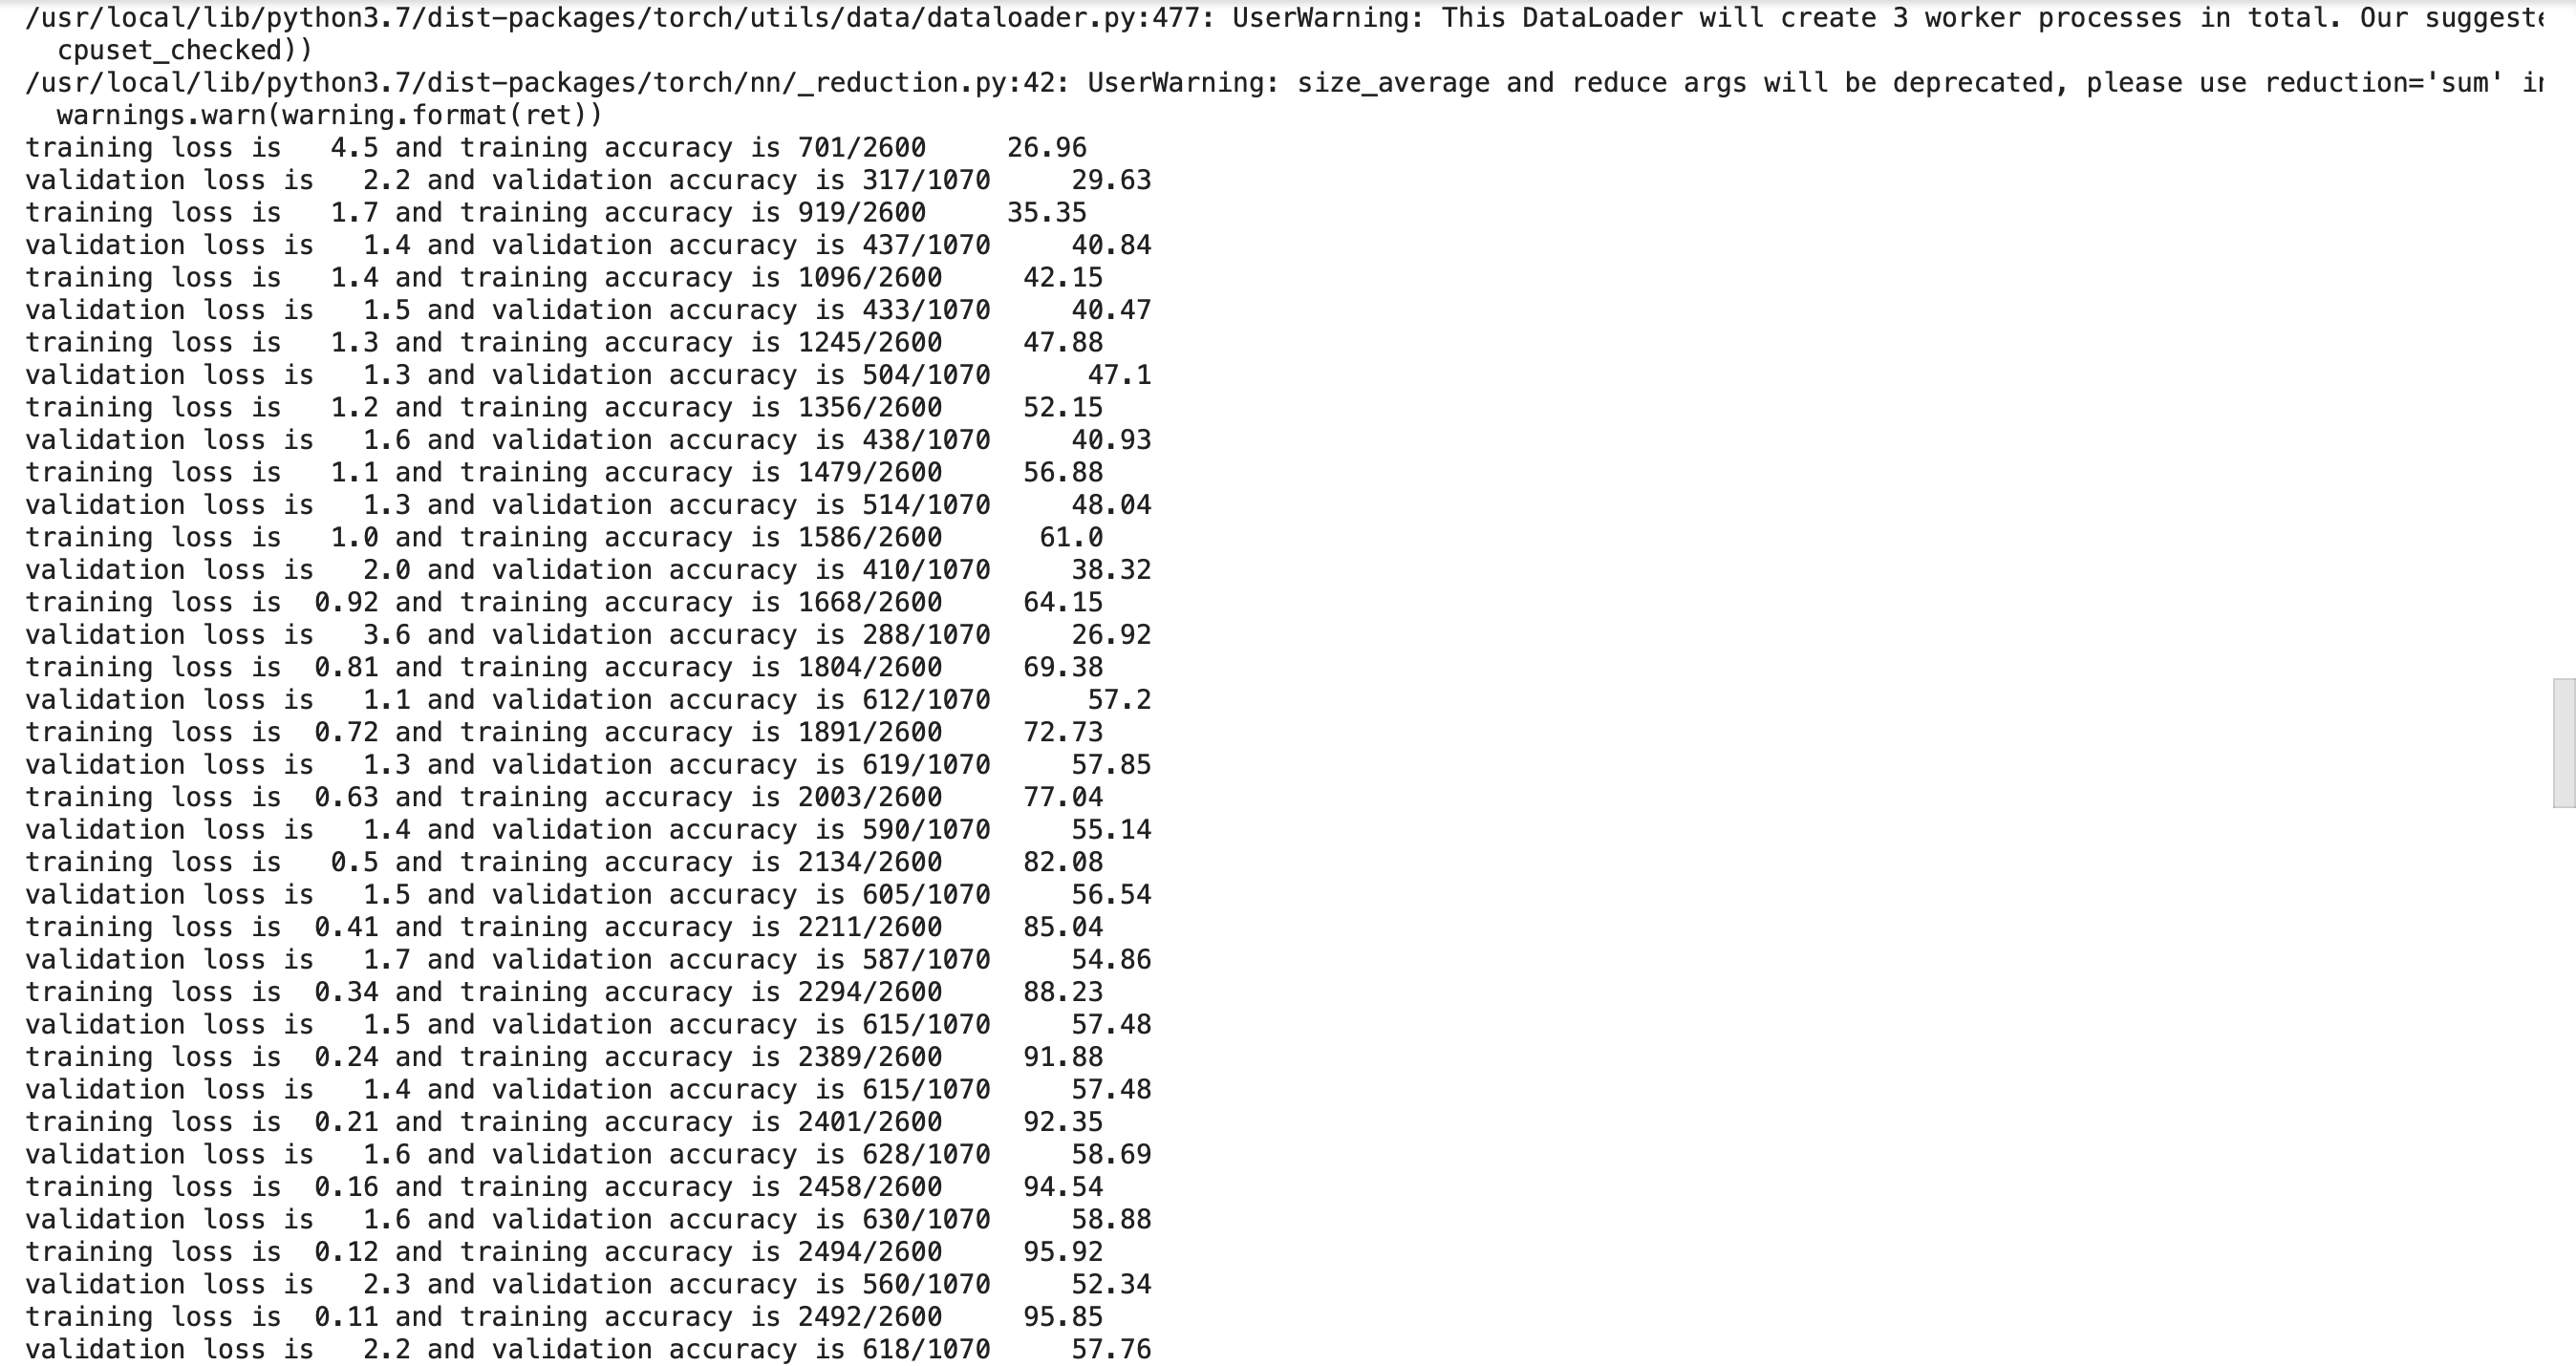 /usr/local/lib/python3.7/dist-packages/torch/utils/data/dataloader.py:477: UserWarning: This DataLoader will create 3 worker processes in total. Our
cpuset_checked))
/usr/local/lib/python3.7/dist-packages/torch/nn/_reduction.py:42: UserWarning: size_average and reduce args will be deprecated, please use reduction='sum'
warnings.warn(warning.format(ret))
training loss is 4.5 and training accuracy is 701/2600 26.96
validation loss is 2.2 and validation accuracy is 317/1070 29.63
training loss is 1.7 and training accuracy is 919/2600 35.35
validation loss is 1.4 and validation accuracy is 437/1070 40.84
training loss is 1.4 and training accuracy is 1096/2600 42.15
validation loss is 1.5 and validation accuracy is 433/1070 40.47
training loss is 1.3 and training accuracy is 1245/2600 47.88
validation loss is 1.3 and validation accuracy is 504/1070 47.1
training loss is 1.2 and training accuracy is 1356/2600 52.15
validation loss is 1.6 and validation accuracy is 438/1070 40.93
training loss is 1.1 and training accuracy is 1479/2600 56.88
validation loss is 1.3 and validation accuracy is 514/1070 48.04
training loss is 1.0 and training accuracy is 1586/2600 61.0
validation loss is 2.0 and validation accuracy is 410/1070 38.32
training loss is 0.92 and training accuracy is 1668/2600 64.15
validation loss is 3.6 and validation accuracy is 288/1070 26.92
training loss is 0.81 and training accuracy is 1804/2600 69.38
validation loss is 1.1 and validation accuracy is 612/1070 57.2
training loss is 0.72 and training accuracy is 1891/2600 72.73
validation loss is 1.3 and validation accuracy is 619/1070 57.85
training loss is 0.63 and training accuracy is 2003/2600 77.04
validation loss is 1.4 and validation accuracy is 590/1070 55.14
training loss is 0.5 and training accuracy is 2134/2600 82.08
validation loss is 1.5 and validation accuracy is 605/1070 56.54
training loss is 0.41 and training accuracy is 2211/2600 85.04
validation loss is 1.7 and validation accuracy is 587/1070 54.86
training loss is 0.34 and training accuracy is 2294/2600 88.23
validation loss is 1.5 and validation accuracy is 615/1070 57.48
training loss is 0.24 and training accuracy is 2389/2600 91.88
validation loss is 1.4 and validation accuracy is 615/1070 57.48
training loss is 0.21 and training accuracy is 2401/2600 92.35
validation loss is 1.6 and validation accuracy is 628/1070 58.69
training loss is 0.16 and training accuracy is 2458/2600 94.54
validation loss is 1.6 and validation accuracy is 630/1070 58.88
training loss is 0.12 and training accuracy is 2494/2600 95.92
validation loss is 2.3 and validation accuracy is 560/1070 52.34
training loss is 0.11 and training accuracy is 2492/2600 95.85
validation loss is 2.2 and validation accuracy is 618/1070 57.76